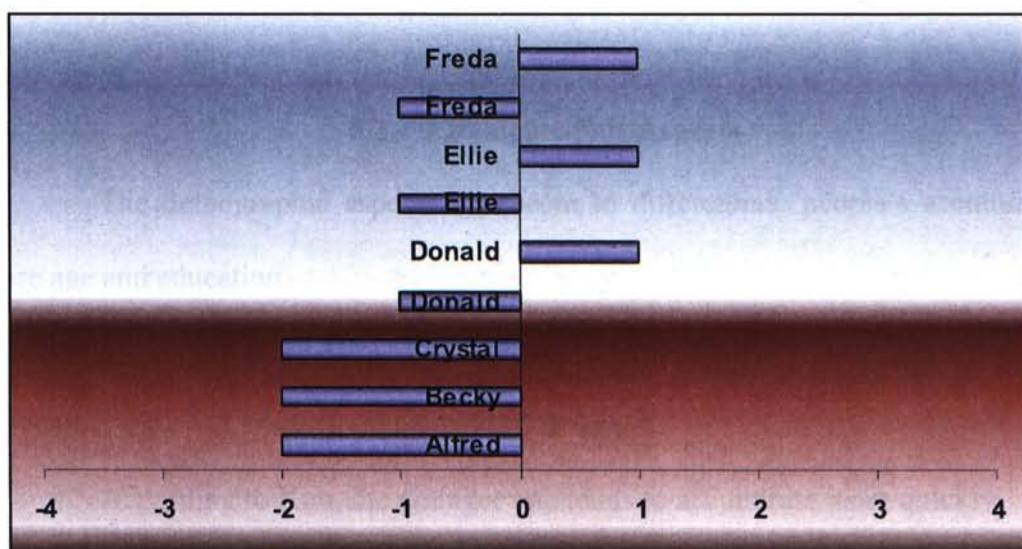 Freda
Freda
Ellie
Ellie
Donald
Donald
Crystal
Becky
Alfred
-4 -3 -2 -1 0 1 2 3 4